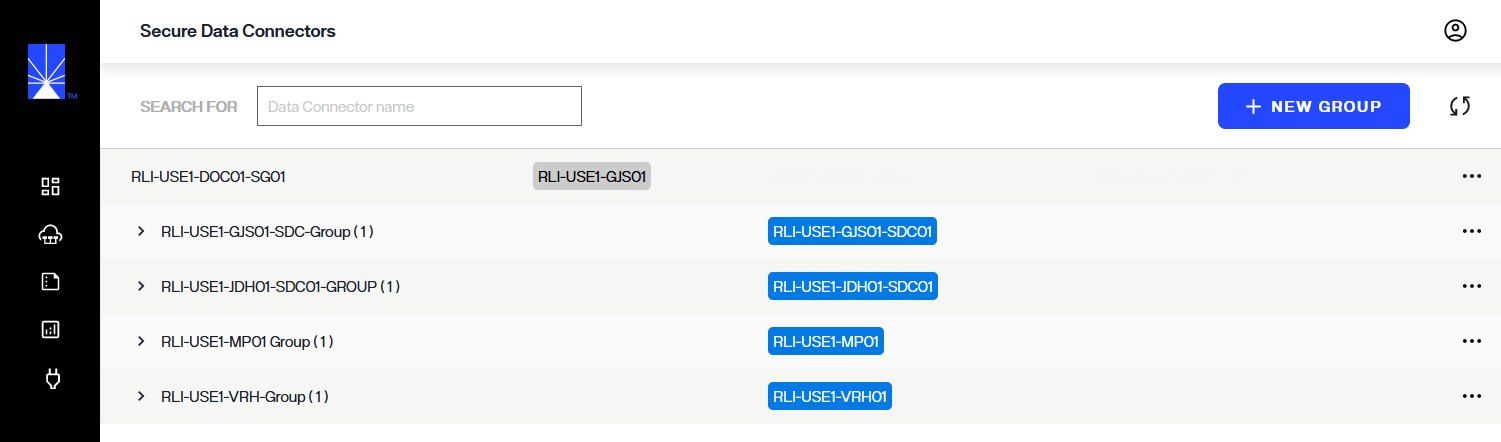 Secure Data Connectors
TM
SEARCH FOR Data Connector name + NEW GROUP
RLI-USE1-DOC01-SG01 RLI-USE1-GJS01
RLI-USE1-GJS01-SDC-Group (1) RLI-USE1-GJS01-SDC01
RLI-USE1-JDH01-SDC01-GROUP (1) RLI-USE1-JDH01-SDC01
RLI-USE1-MP01 Group (1) RLI-USE1-MP01
RLI-USE1-VRH-Group (1) RLI-USE1-VRH01